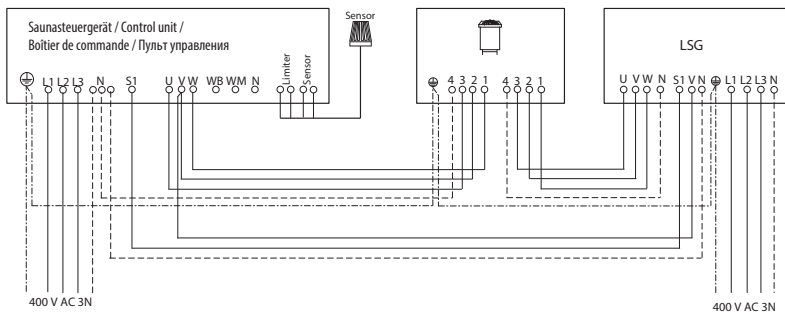 Saunasteuergerät / Control unit /
Boîtier de commande / Пульт управления
Sensor
LSG
L1 L2 L3 N S1 U V W WB WM N Limiter Sensor
4 3 2 1 4 3 2 1
U V W N S1 V N L1 L2 L3 N
400 V AC 3N
400 V AC 3N